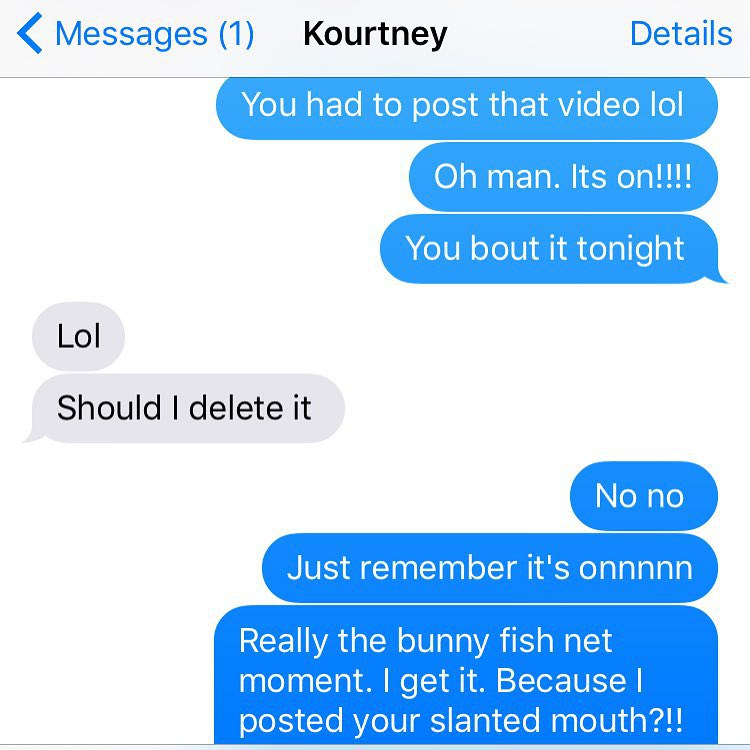 Messages (1) Kourtney Details
You had to post that video lol
Oh man. Its on!!!!
You bout it tonight
Lol
Should I delete it
No no
Just remember it's onnnnn
Really the bunny fish net
moment. I get it. Because I
posted your slanted mouth?!!